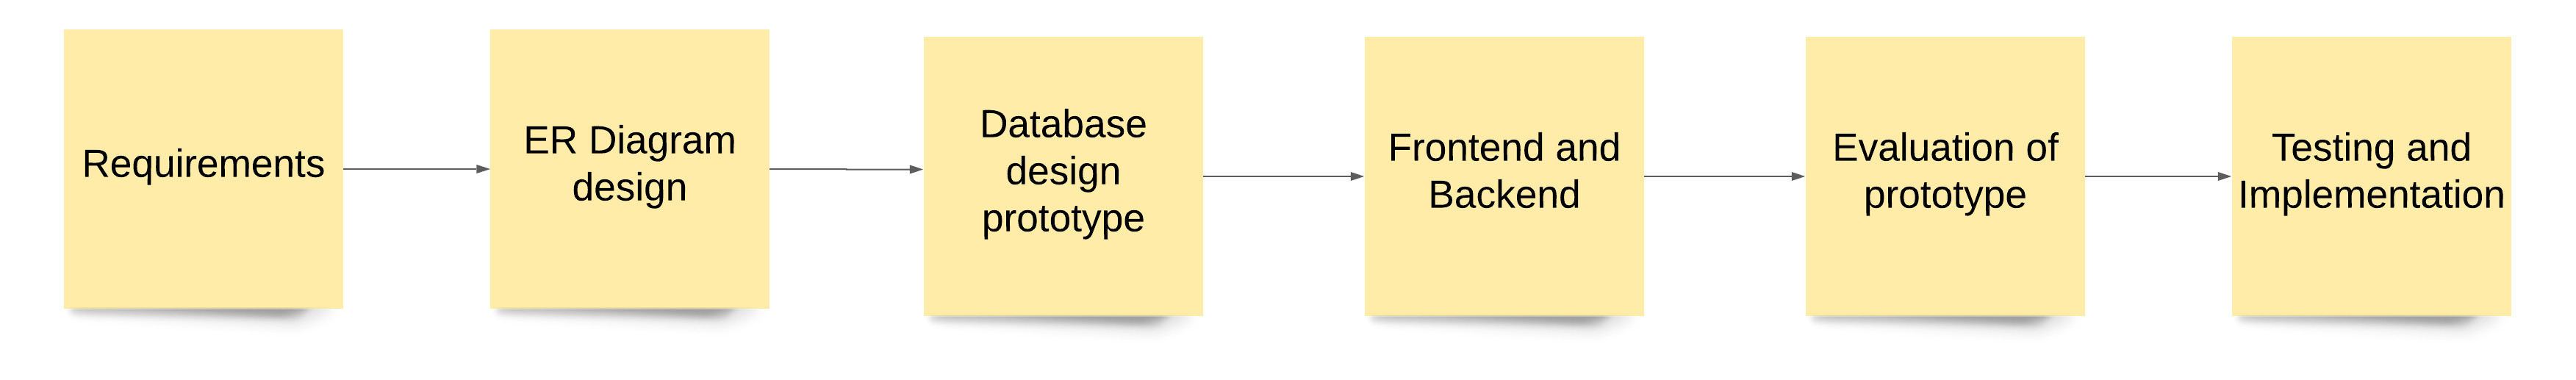 Requirements
ER Diagram
design
Database
design
prototype
Frontend and
Backend
Evaluation of
prototype
Testing and
Implementation